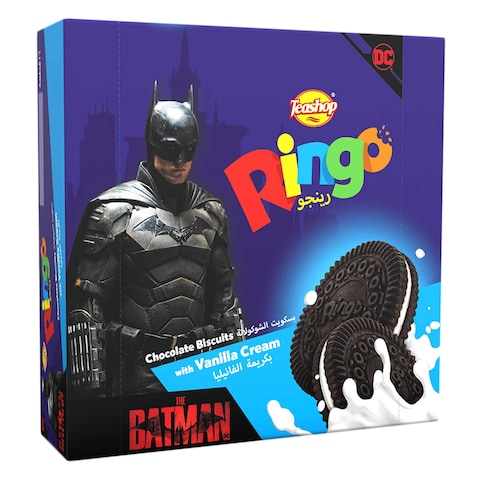 DC
Teashop
Ringo
رينجو
Chocolate Biscuits بسكويت الشوكولاتة
with Vanilla Cream
بكريمة الفانيليا
THE
BATMAN
Ringo